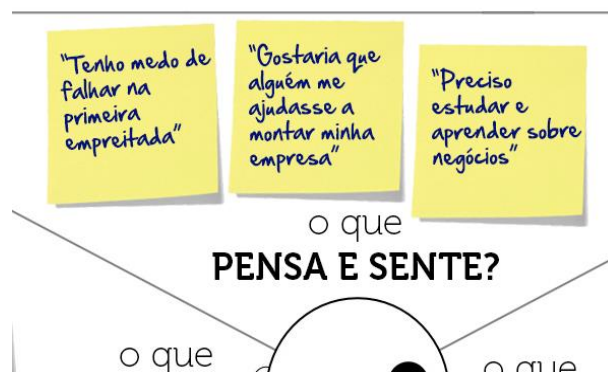 "Tenho medo de
falhar na
primeira
empreitada"
"Gostaria que
alguém me
ajudasse a
montar minha
empresa"
"Preciso
estudar e
aprender sobre
negócios"
o que
PENSA E SENTE?
o que
o que